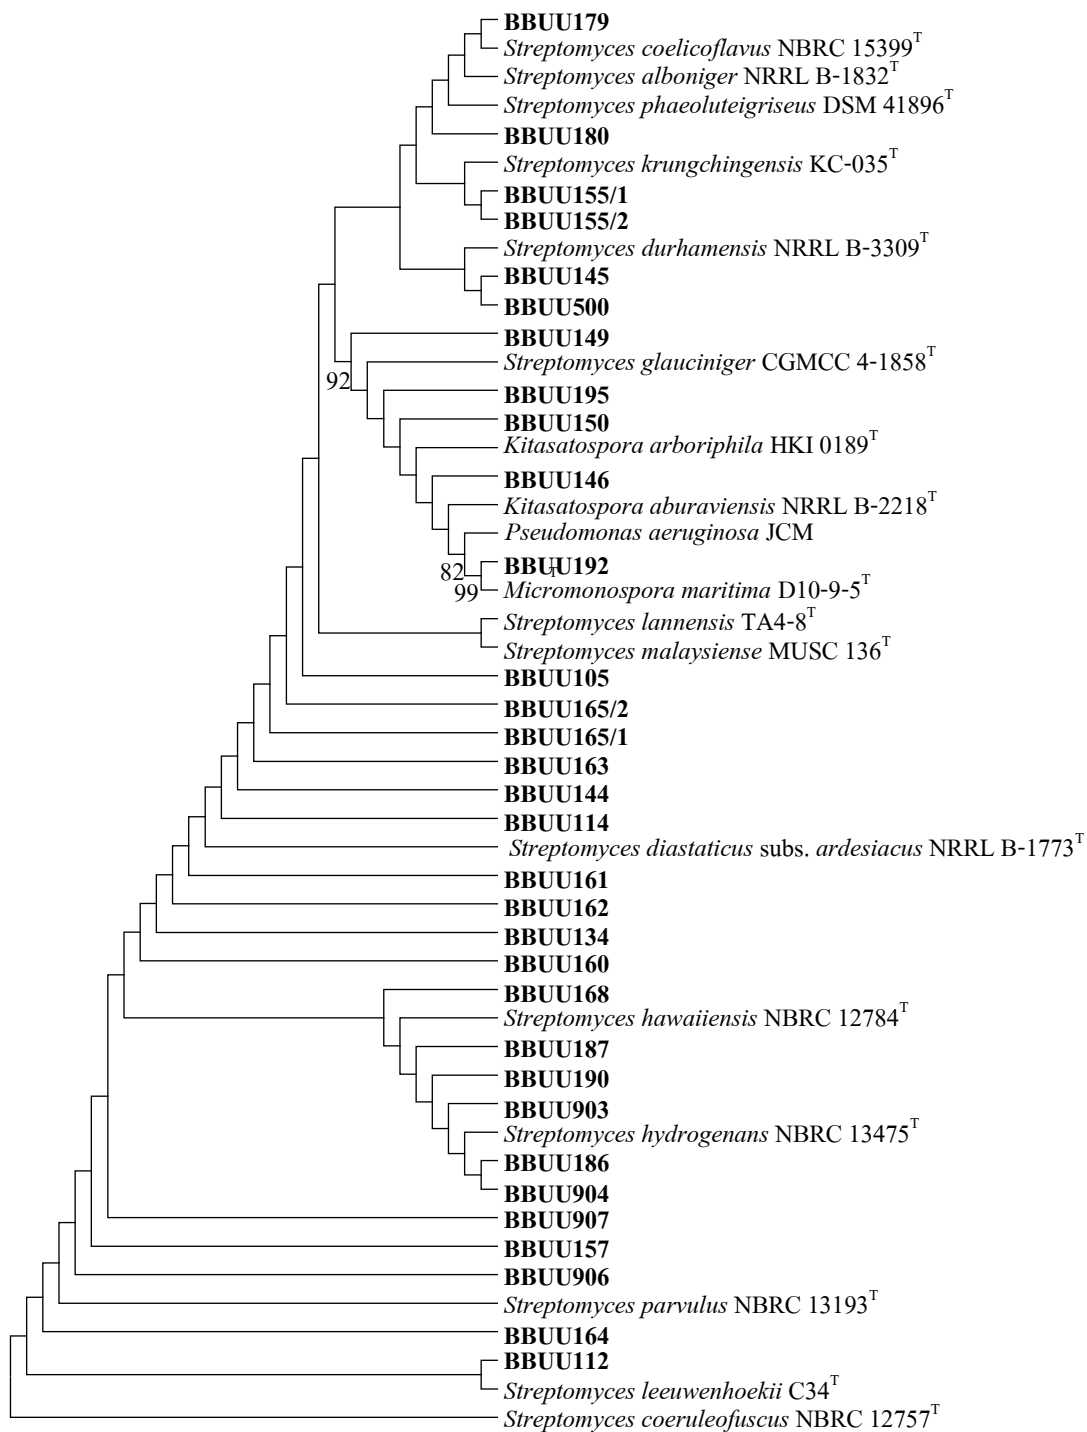 BBUU179
Streptomyces coelicoflavus NBRC 15399T
Streptomyces alboniger NRRL B-1832T
Streptomyces phaeoluteigriseus DSM 41896T
BBUU180
Streptomyces krungchingensis KC-035T
BBUU155/1
BBUU155/2
Streptomyces durhamensis NRRL B-3309T
BBUU145
BBUU500
BBUU149
Streptomyces glauciniger CGMCC 4-1858T
92
BBUU195
BBUU150
Kitasatospora arboriphila HKI 0189T
BBUU146
Kitasatospora aburaviensis NRRL B-2218T
Pseudomonas aeruginosa JCM
BBUU192
82
T
99
Micromonospora maritima D10-9-5T
Streptomyces lannensis TA4-8T
Streptomyces malaysiense MUSC 136T
BBUU105
BBUU165/2
BBUU165/1
BBUU163
BBUU144
BBUU114
Streptomyces diastaticus subs. ardesiacus NRRL B-1773T
BBUU161
BBUU162
BBUU134
BBUU160
BBUU168
Streptomyces hawaiiensis NBRC 12784T
BBUU187
BBUU190
BBUU903
Streptomyces hydrogenans NBRC 13475T
BBUU186
BBUU904
BBUU907
BBUU157
BBUU906
Streptomyces parvulus NBRC 13193T
BBUU164
BBUU112
Streptomyces leeuwenhoekii C34T
Streptomyces coeruleofuscus NBRC 12757T